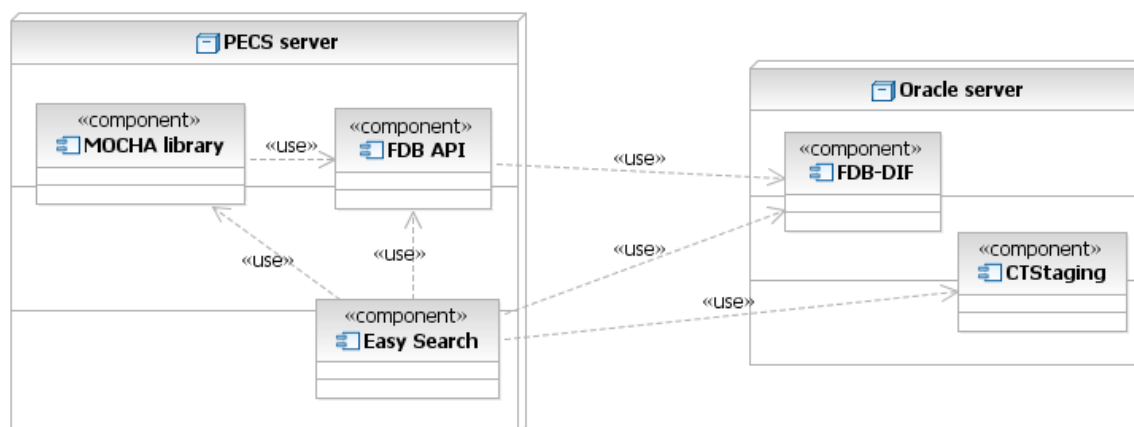 PECS server
«component»
MOCHA library
«use»
«component»
FDB API
«use»
«use»
«component»
Easy Search
«use»
«use»
«use»
Oracle server
«component»
FDB-DIF
«component»
CTStaging